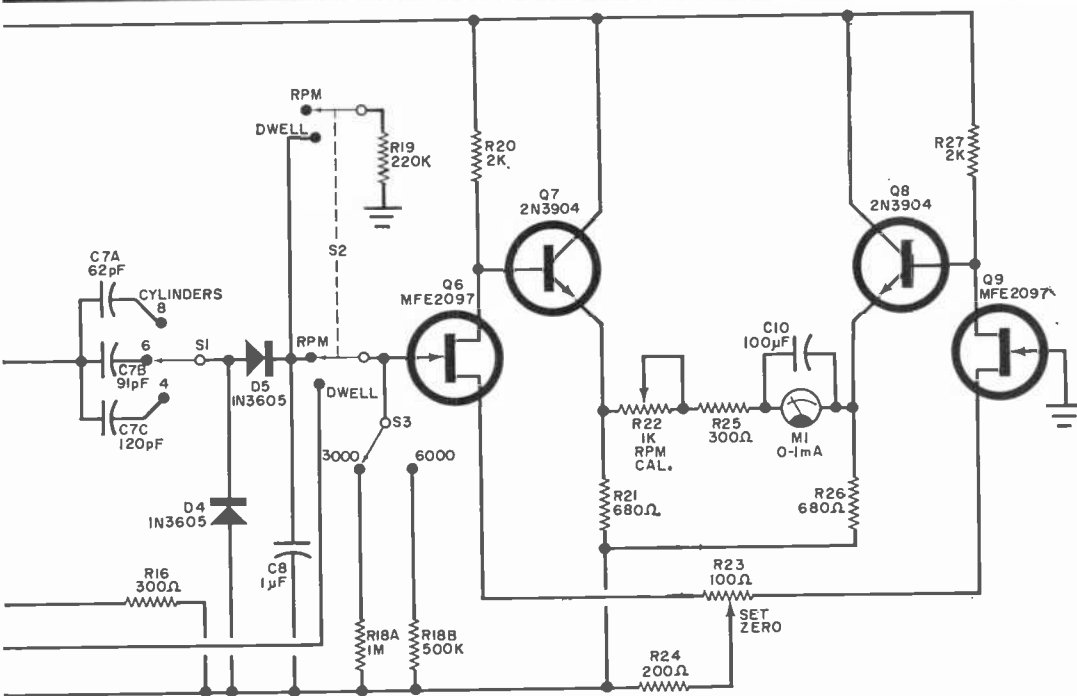 RPM
DWELL
R19
220K
R20
2K
R27
2K
Q7
2N3904
Q8
2N3904
S2
C7A
62pF
CYLINDERS
8
6
S1
C7B
91pF
4
C7C
120pF
D5
1N3605
RPM
DWELL
Q6
MFE2097
Q9
MFE2097
C10
100µF
S3
3000
6000
R22
1K
RPM
CAL.
R25
300Ω
M1
0-1mA
D4
1N3605
R21
680Ω
R26
680Ω
C8
1µF
R16
300Ω
R23
100Ω
SET
ZERO
R18A
1M
R18B
500K
R24
200Ω